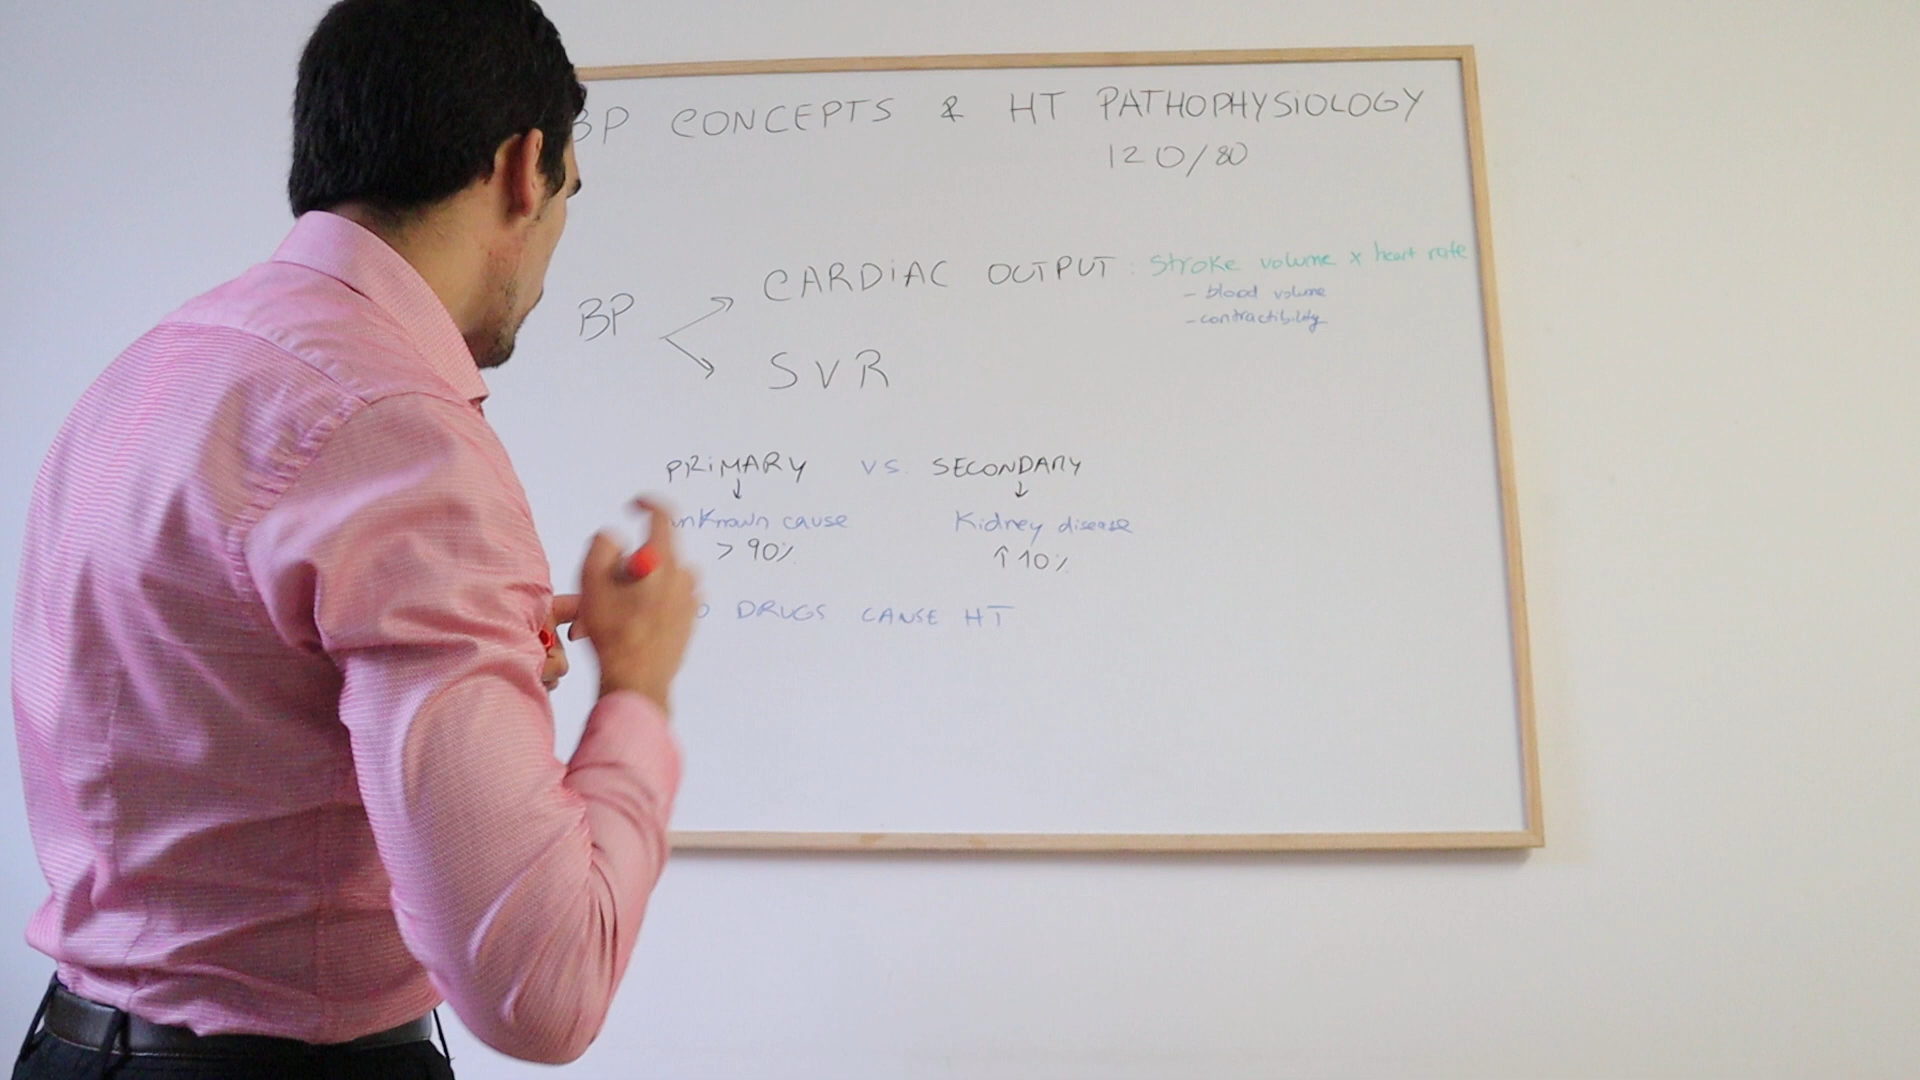 BP CONCEPTS & HT PATHOPHYSiOLOGY
120/80
BP
CARDiAC OUTPUT : Stroke volume x heart rate
- blood volume
- contractibility
SVR
PRiMARY VS. SECONDARY
↓ ↓
unknown cause Kidney disease
> 90% ↑ 10%
DRUGS CANSE HT